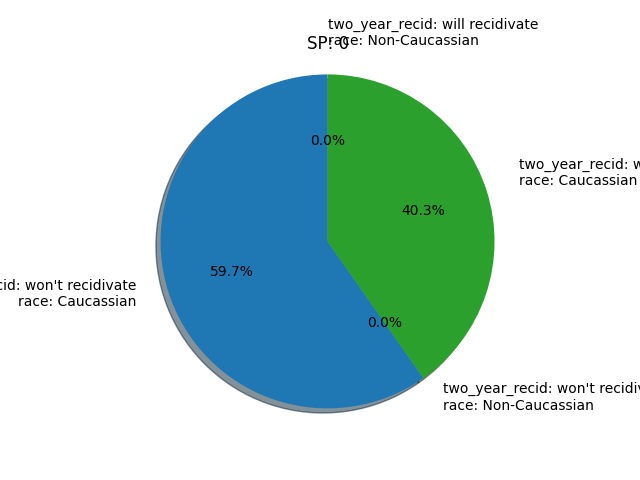 two_year_recid: will recidivate
race: Non-Caucassian
SP: 0
0.0%
two_year_recid: w
race: Caucassian
40.3%
59.7%
cid: won't recidivate
race: Caucassian
0.0%
two_year_recid: won't recidiv
race: Non-Caucassian